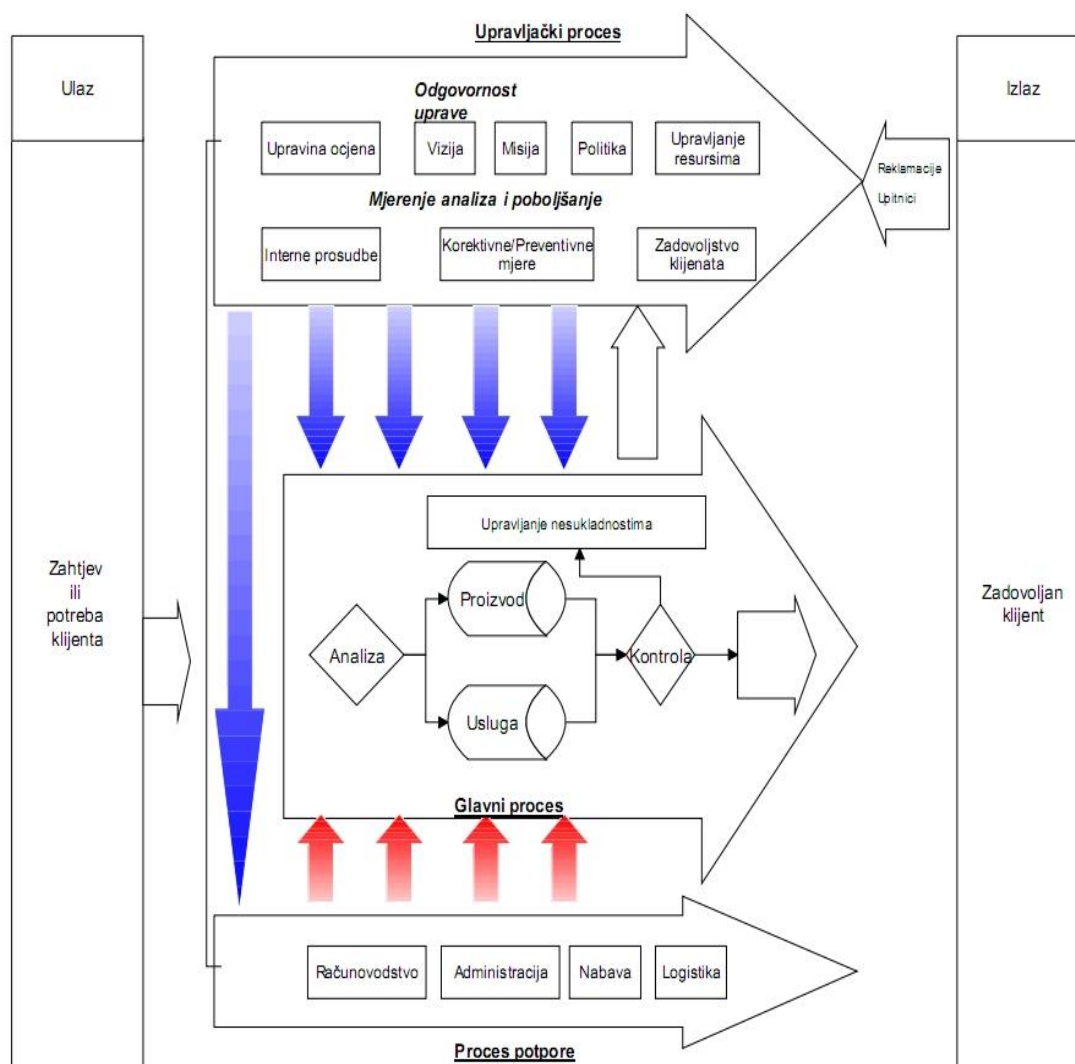 Ulaz
Zahtjev
ili
potreba
klijenta
Upravljački proces
Odgovornost
uprave
Upravina ocjena
Vizija
Misija
Politika
Upravljanje
resursima
Mjerenje analiza i poboljšanje
Interne prosudbe
Korektivne/Preventivne
mjere
Zadovoljstvo
klijenata
Reklamacije
Upitnici
Upravljanje nesukladnostima
Analiza
Proizvod
Usluga
Kontrola
Glavni proces
Računovodstvo
Administracija
Nabava
Logistika
Proces potpore
Izlaz
Zadovoljan
klijent